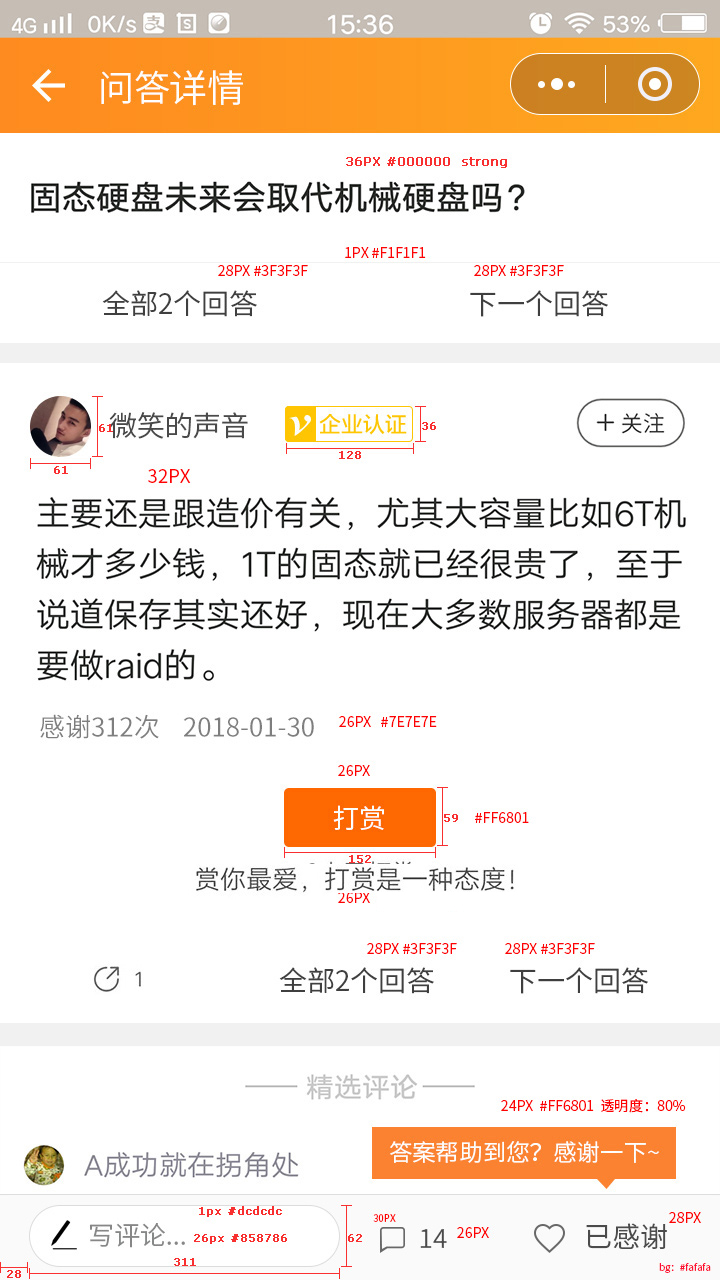 4G 0K/s 支 S 15:36 53%
问答详情
36PX #000000 strong
固态硬盘未来会取代机械硬盘吗？
1PX #F1F1F1
28PX #3F3F3F 28PX #3F3F3F
全部2个回答 下一个回答
61 微笑的声音 V 企业认证 36 + 关注
61 128
32PX
主要还是跟造价有关，尤其大容量比如6T机
械才多少钱，1T的固态就已经很贵了，至于
说道保存其实还好，现在大多数服务器都是
要做raid的。
感谢312次 2018-01-30 26PX #7E7E7E
26PX
打赏 59 #FF6801
152
赏你最爱，打赏是一种态度！
26PX
28PX #3F3F3F 28PX #3F3F3F
1 全部2个回答 下一个回答
精选评论
24PX #FF6801 透明度：80%
答案帮助到您？感谢一下~
A成功就在拐角处
1px #dcdcdc 30PX 28PX
写评论... 26px #858786 62 14 26PX 已感谢
28 311 bg: #fafafa